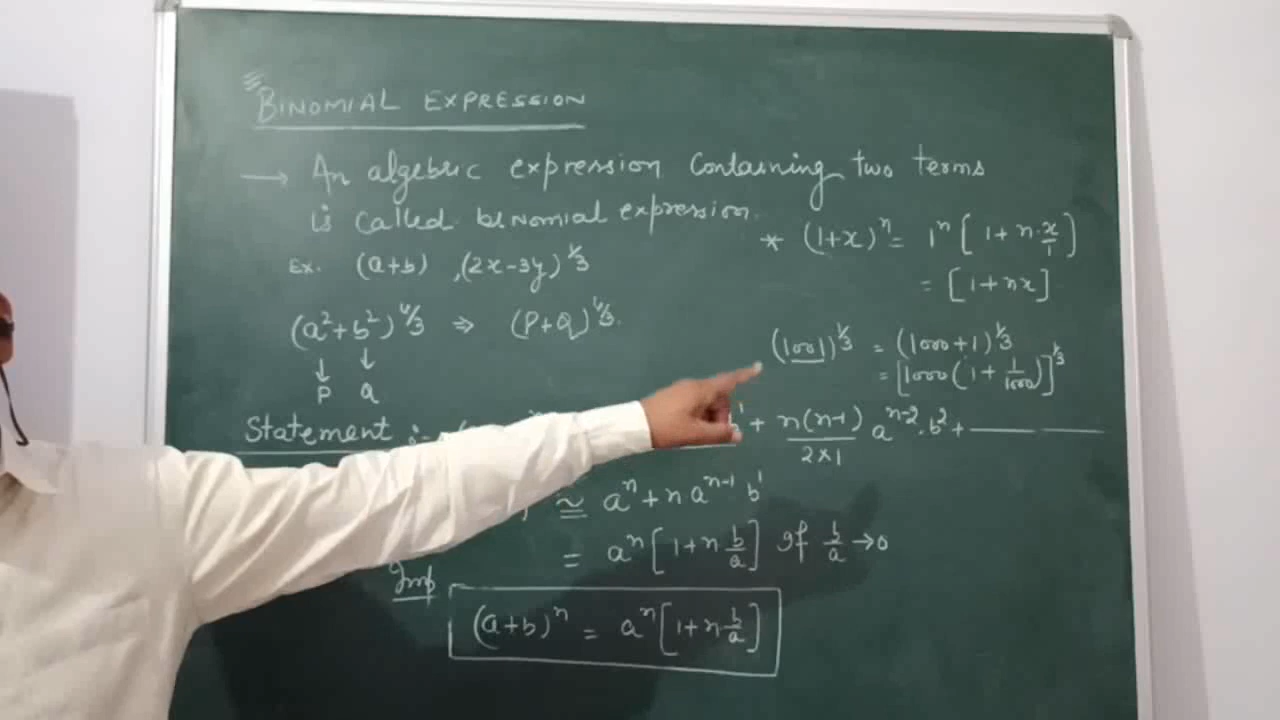 BINOMIAL EXPRESSION
→ An algebric expression containing two terms
is called binomial expression.
Ex. (a+b) , (2x-3y)^1/3
(a²+b²)^1/3 ⇒ (P+Q)^1/3.
↓ ↓
P Q
* (1+x)^n = 1^n [1+n·x/1]
= [1+nx]
(1001)^1/3 = (1000+1)^1/3
= [1000(1+1/1000)]^1/3
Statement :- b¹ + n(n-1)/2×1 a^n-2 · b² + ———
≅ a^n + n a^n-1 b¹
= a^n [1+n b/a] If b/a → 0
Imp
(a+b)^n = a^n [1+n·b/a]